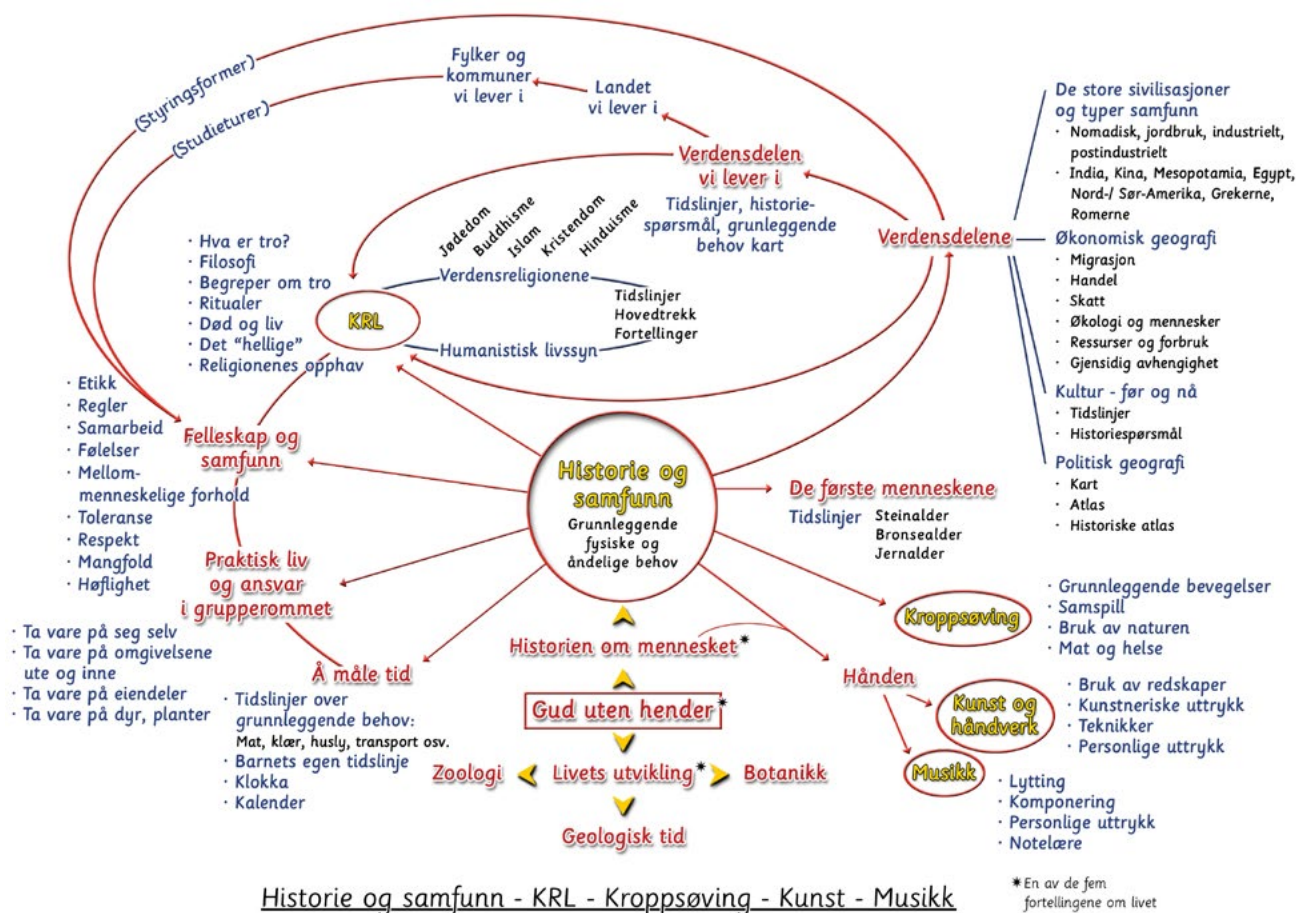 (Styringsformer)
(Studieturer)
Fylker og
kommuner
vi lever i
Landet
vi lever i
Verdensdelen
vi lever i
Tidslinjer, historie-
spørsmål, grunleggende
behov kart
Verdensdelene
De store sivilisasjoner
og typer samfunn
· Nomadisk, jordbruk, industrielt,
postindustrielt
· India, Kina, Mesopotamia, Egypt,
Nord-/ Sør-Amerika, Grekerne,
Romerne
Økonomisk geografi
· Migrasjon
· Handel
· Skatt
· Økologi og mennesker
· Ressurser og forbruk
· Gjensidig avhengighet
Kultur - før og nå
· Tidslinjer
· Historiespørsmål
Politisk geografi
· Kart
· Atlas
· Historiske atlas
· Hva er tro?
· Filosofi
· Begreper om tro
· Ritualer
· Død og liv
· Det "hellige"
· Religionenes opphav
KRL
Jødedom
Buddhisme
Islam
Kristendom
Hinduisme
Verdensreligionene
Tidslinjer
Hovedtrekk
Fortellinger
Humanistisk livssyn
· Etikk
· Regler
· Samarbeid
· Følelser
· Mellom-
menneskelige forhold
· Toleranse
· Respekt
· Mangfold
· Høflighet
Felleskap og
samfunn
Historie og
samfunn
Grunnleggende
fysiske og
åndelige behov
De første menneskene
Tidslinjer
Steinalder
Bronsealder
Jernalder
Praktisk liv
og ansvar
i grupperommet
· Ta vare på seg selv
· Ta vare på omgivelsene
ute og inne
· Ta vare på eiendeler
· Ta vare på dyr, planter
Å måle tid
· Tidslinjer over
grunnleggende behov:
Mat, klær, husly, transport osv.
· Barnets egen tidslinje
· Klokka
· Kalender
Historien om mennesket*
Gud uten hender*
Zoologi
Livets utvikling*
Botanikk
Geologisk tid
Kroppsøving
· Grunnleggende bevegelser
· Samspill
· Bruk av naturen
· Mat og helse
Hånden
Kunst og
håndverk
· Bruk av redskaper
· Kunstneriske uttrykk
· Teknikker
· Personlige uttrykk
Musikk
· Lytting
· Komponering
· Personlige uttrykk
· Notelære
Historie og samfunn - KRL - Kroppsøving - Kunst - Musikk
*En av de fem
fortellingene om livet